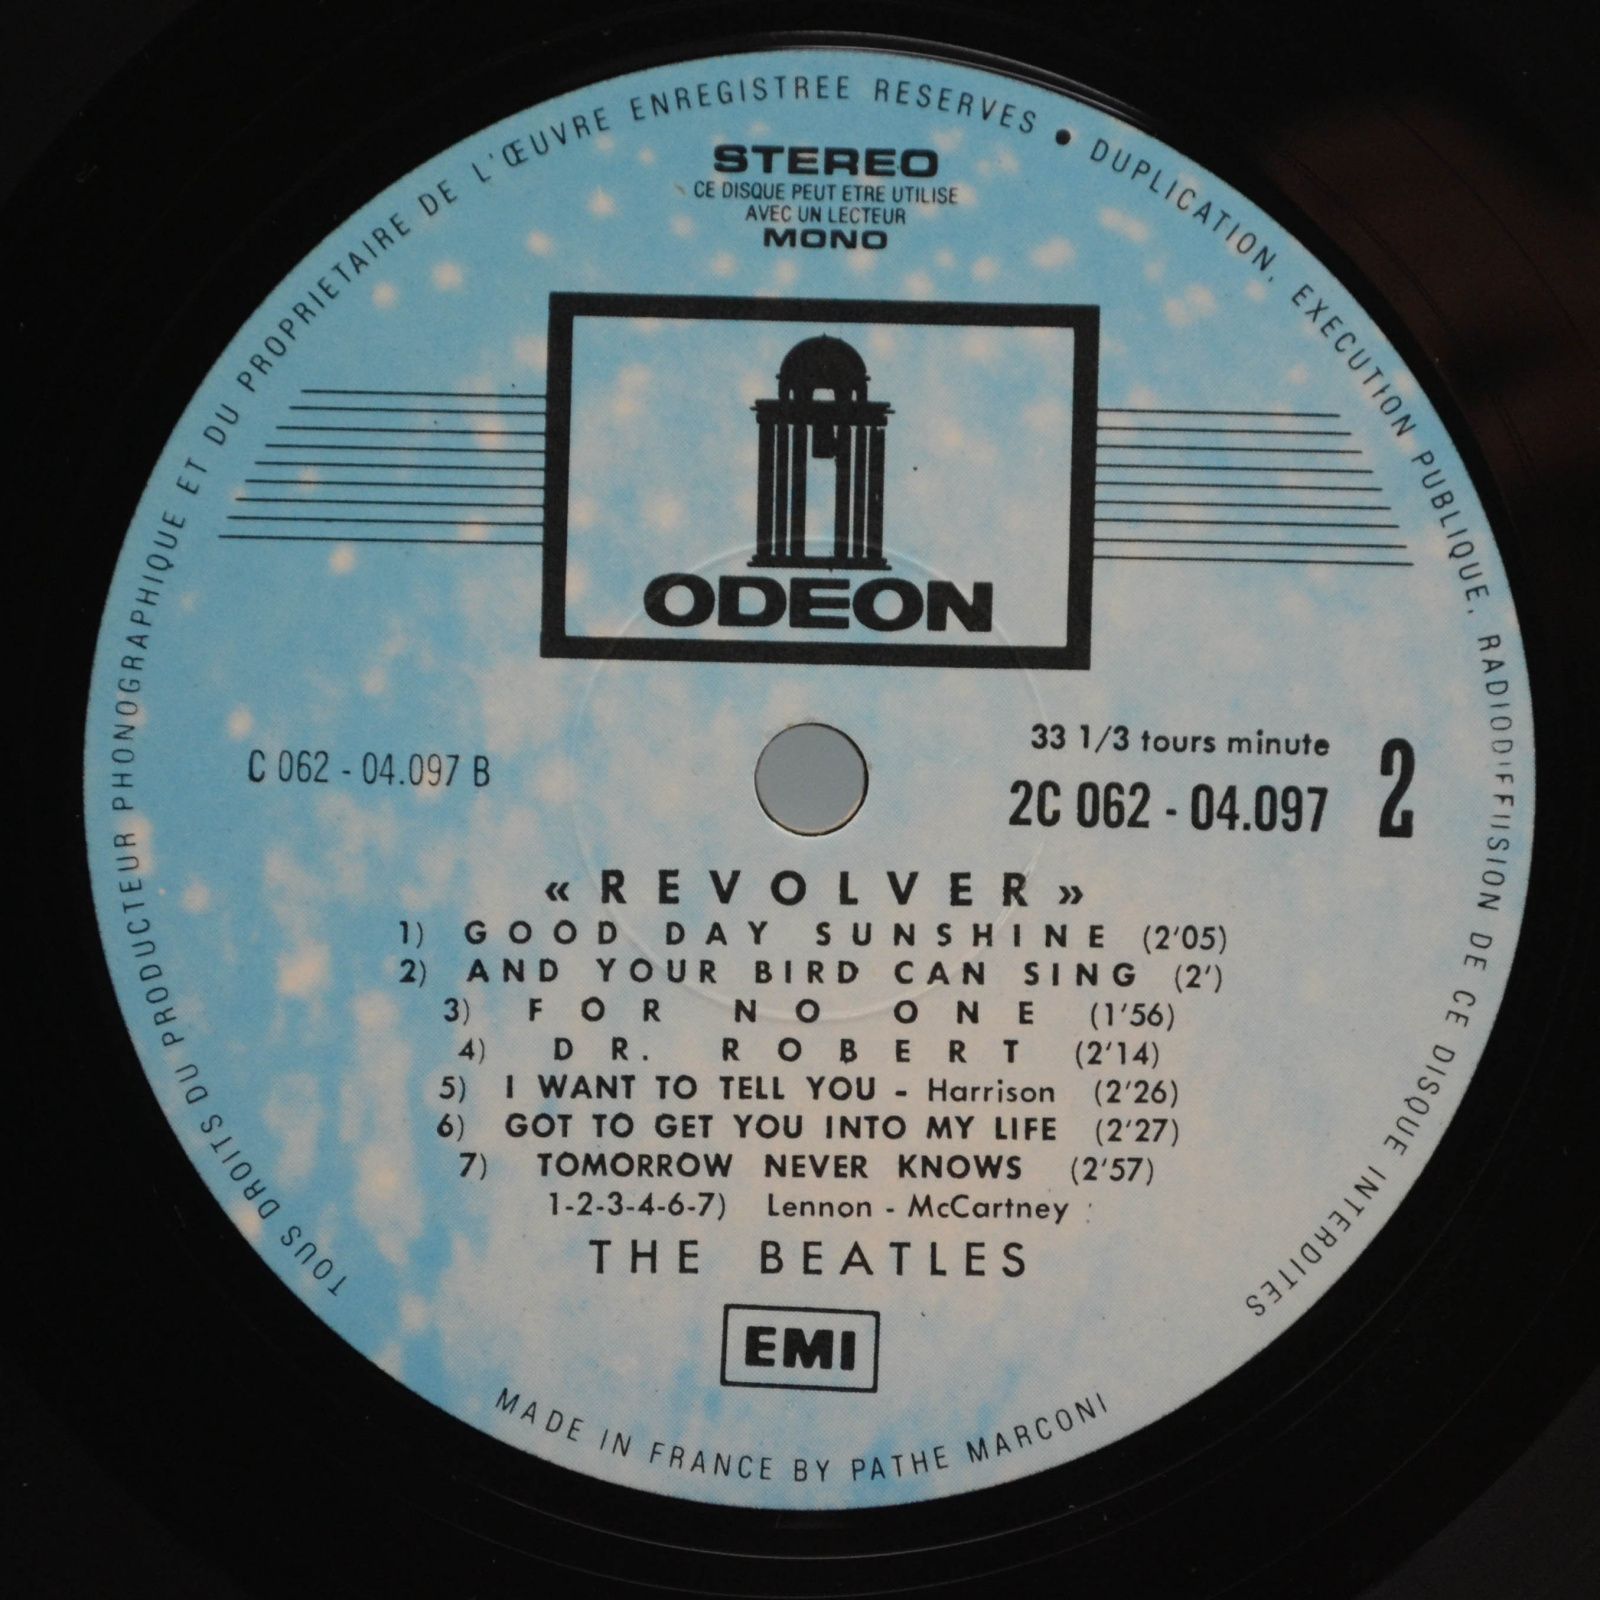 TOUS DROITS DU PRODUCTEUR PHONOGRAPHIQUE ET DU PROPRIETAIRE DE L'ŒUVRE ENREGISTREE RESERVES • DUPLICATION, EXECUTION PUBLIQUE, RADIODIFFUSION DE CE DISQUE INTERDITES
STEREO
CE DISQUE PEUT ETRE UTILISE
AVEC UN LECTEUR
MONO
ODEON
33 1/3 tours minute
C 062 - 04.097 B
2C 062 - 04.097 2
« REVOLVER »
1) GOOD DAY SUNSHINE (2'05)
2) AND YOUR BIRD CAN SING (2')
3) FOR NO ONE (1'56)
4) DR. ROBERT (2'14)
5) I WANT TO TELL YOU - Harrison (2'26)
6) GOT TO GET YOU INTO MY LIFE (2'27)
7) TOMORROW NEVER KNOWS (2'57)
1-2-3-4-6-7) Lennon - McCartney :
THE BEATLES
EMI
MADE IN FRANCE BY PATHE MARCONI